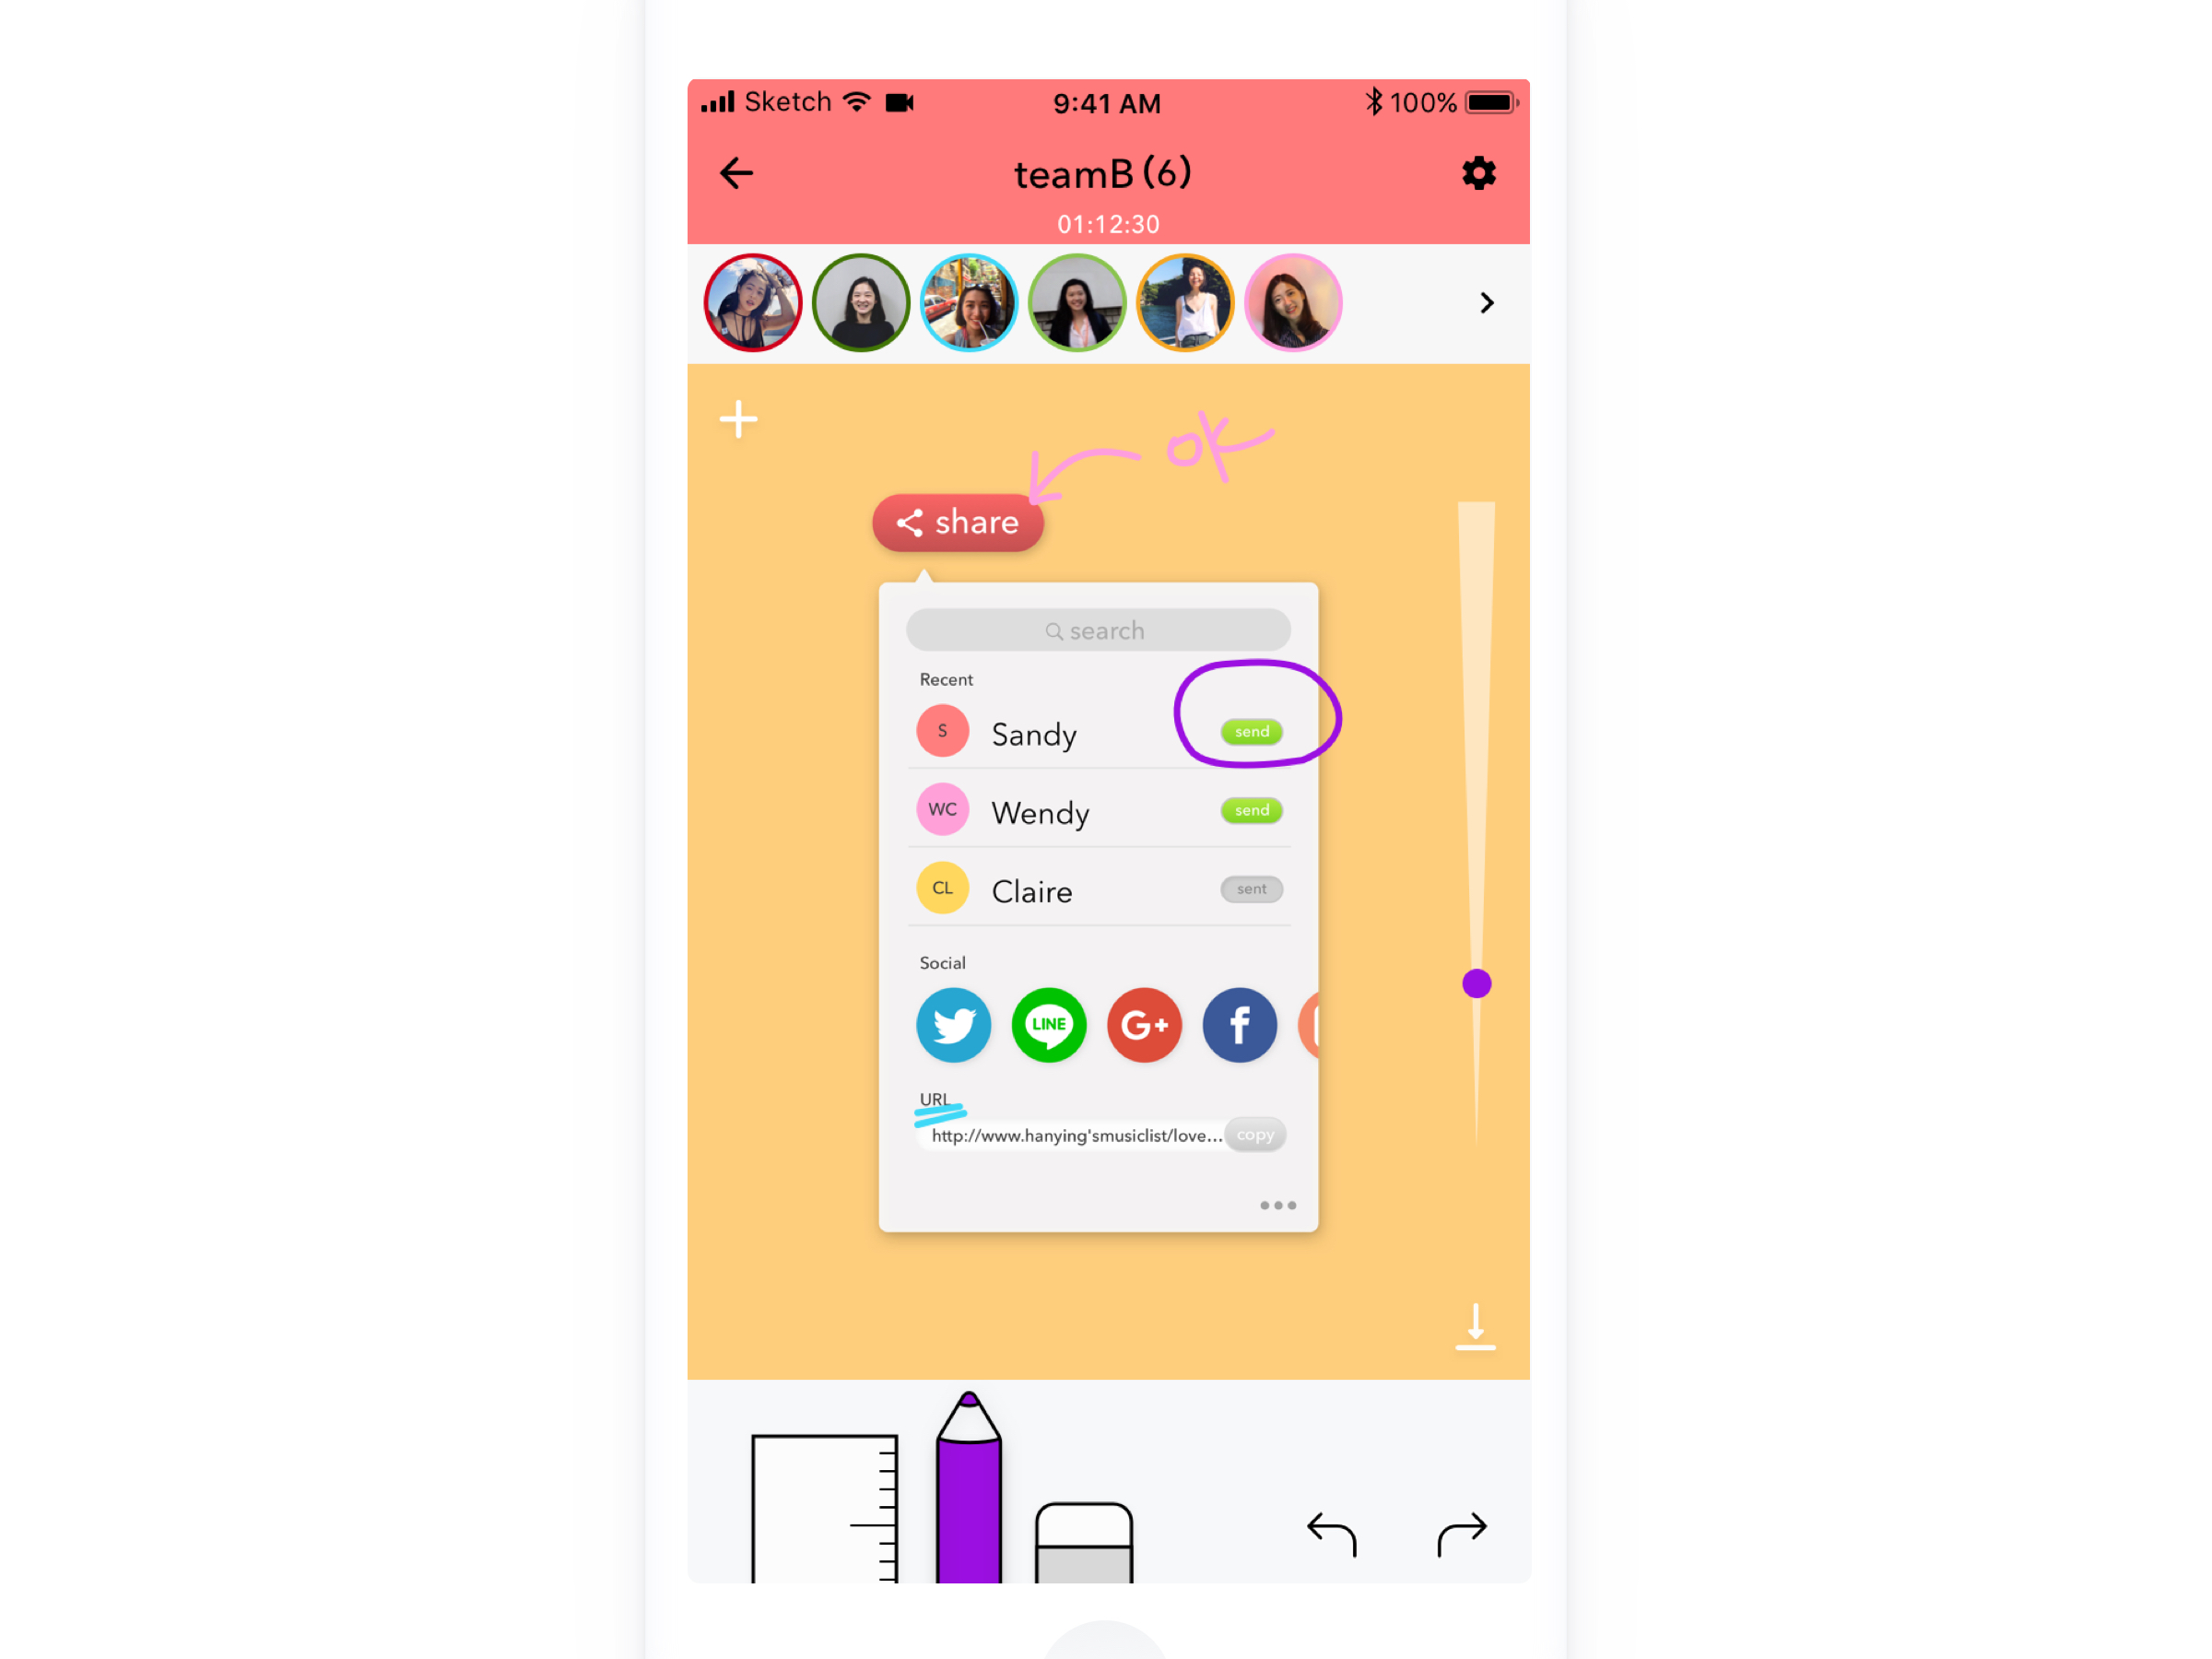 Sketch 9:41 AM 100%
teamB (6)
01:12:30
OK
share
search
Recent
S Sandy send
WC Wendy send
CL Claire sent
Social
LINE G+ f
URL
http://www.hanying'smusiclist/love... copy